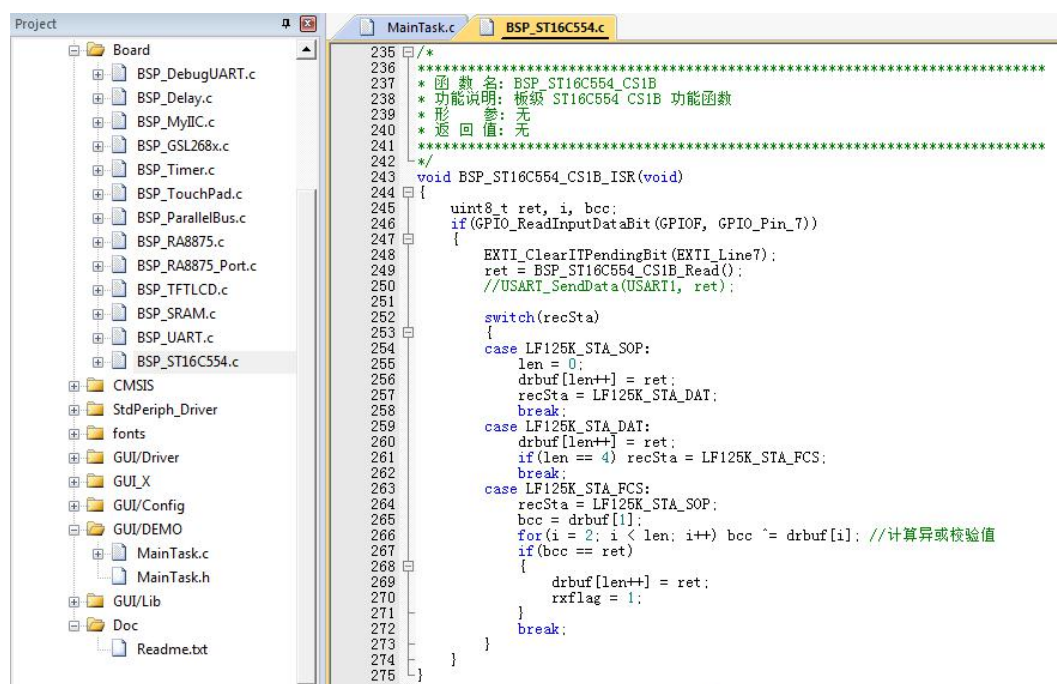 Project
Board
BSP_DebugUART.c
BSP_Delay.c
BSP_MyIIC.c
BSP_GSL268x.c
BSP_Timer.c
BSP_TouchPad.c
BSP_ParallelBus.c
BSP_RA8875.c
BSP_RA8875_Port.c
BSP_TFTLCD.c
BSP_SRAM.c
BSP_UART.c
BSP_ST16C554.c
CMSIS
StdPeriph_Driver
fonts
GUI/Driver
GUI_X
GUI/Config
GUI/DEMO
MainTask.c
MainTask.h
GUI/Lib
Doc
Readme.txt
MainTask.c
BSP_ST16C554.c
235 /*
236 *****************************************************************************
237 * 函 数 名: BSP_ST16C554_CS1B
238 * 功能说明: 板级 ST16C554 CS1B 功能函数
239 * 形    参: 无
240 * 返 回 值: 无
241 *****************************************************************************
242 */
243 void BSP_ST16C554_CS1B_ISR(void)
244 {
245     uint8_t ret, i, bcc;
246     if(GPIO_ReadInputDataBit(GPIOF, GPIO_Pin_7))
247     {
248         EXTI_ClearITPendingBit(EXTI_Line7);
249         ret = BSP_ST16C554_CS1B_Read();
250         //USART_SendData(USART1, ret);
251
252         switch(recSta)
253         {
254         case LF125K_STA_SOP:
255             len = 0;
256             drbuf[len++] = ret;
257             recSta = LF125K_STA_DAT;
258             break;
259         case LF125K_STA_DAT:
260             drbuf[len++] = ret;
261             if(len == 4) recSta = LF125K_STA_FCS;
262             break;
263         case LF125K_STA_FCS:
264             recSta = LF125K_STA_SOP;
265             bcc = drbuf[1];
266             for(i = 2; i < len; i++) bcc ^= drbuf[i]; //计算异或校验值
267             if(bcc == ret)
268             {
269                 drbuf[len++] = ret;
270                 rxflag = 1;
271             }
272             break;
273         }
274     }
275 }